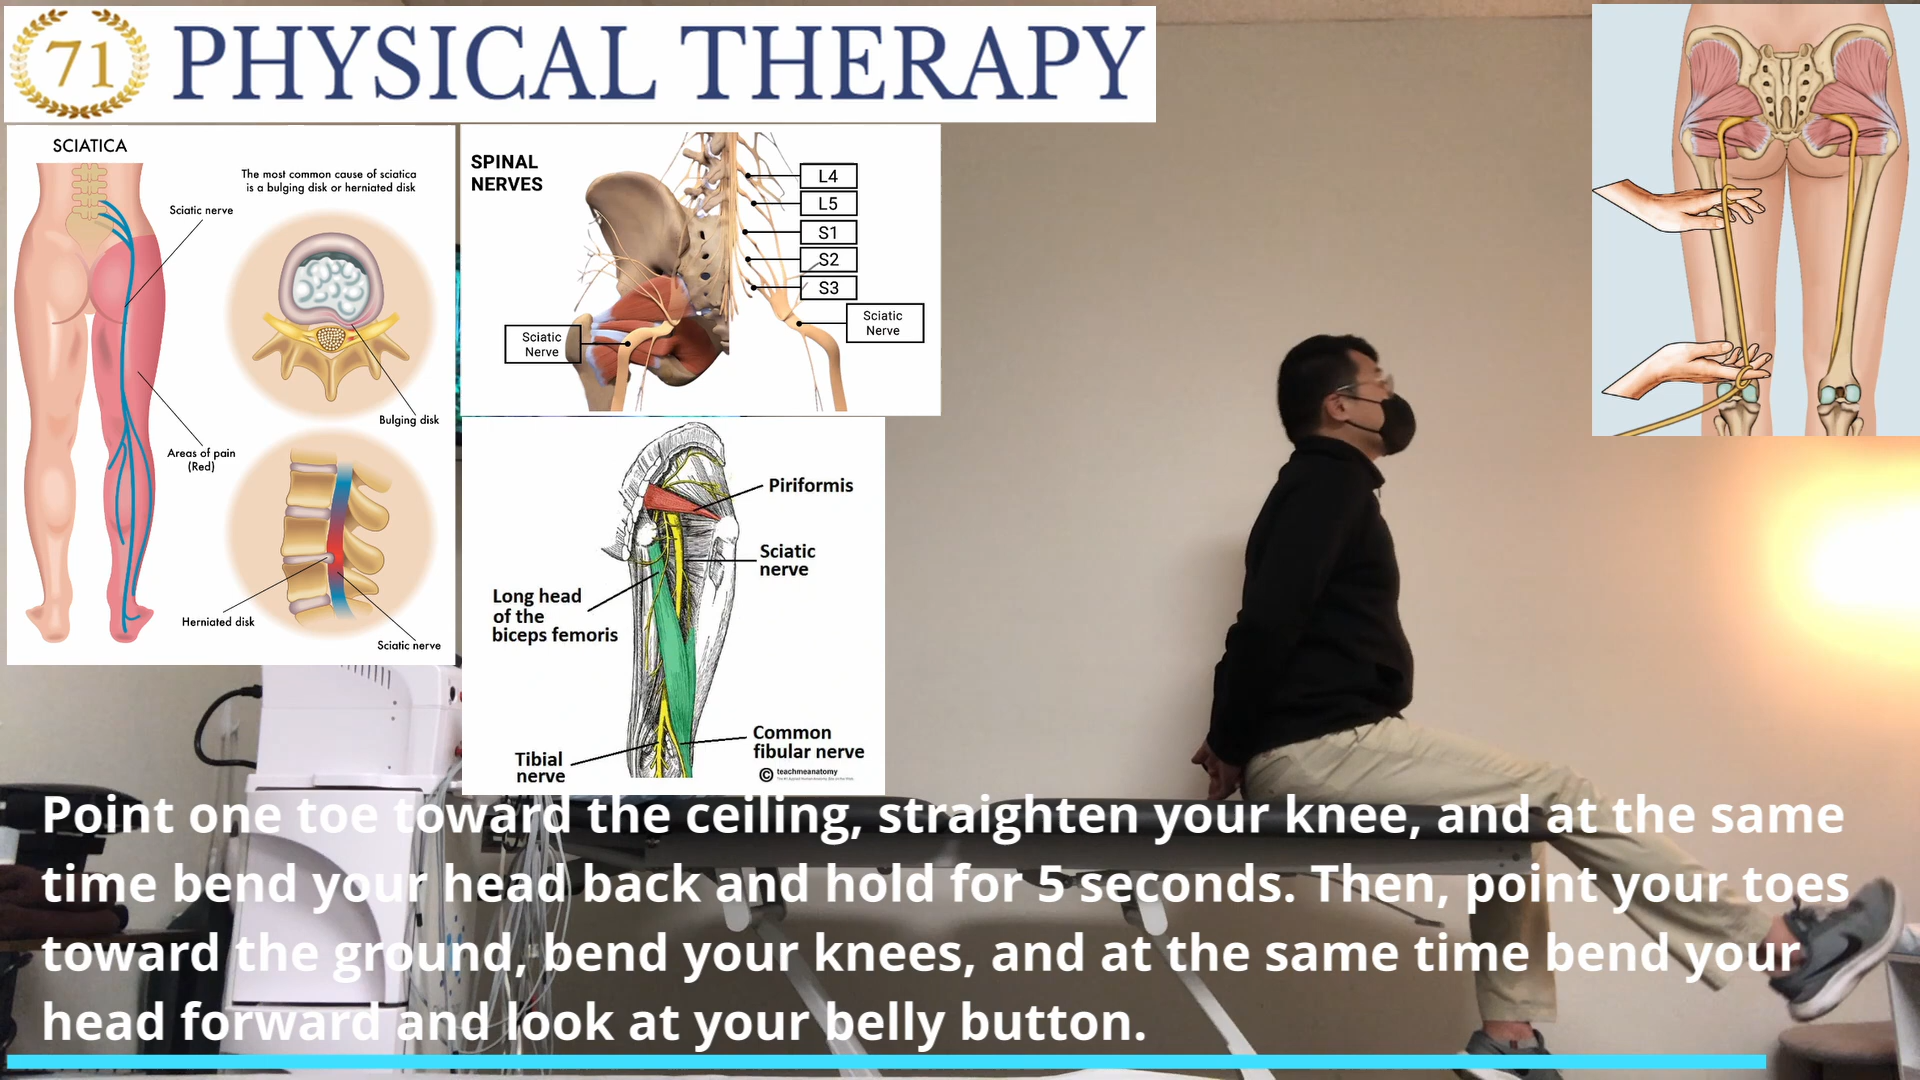 71 PHYSICAL THERAPY
SCIATICA
The most common cause of sciatica
is a bulging disk or herniated disk
Sciatic nerve
Bulging disk
Areas of pain
(Red)
Herniated disk
Sciatic nerve
SPINAL
NERVES
L4
L5
S1
S2
S3
Sciatic
Nerve
Sciatic
Nerve
Piriformis
Sciatic
nerve
Long head
of the
biceps femoris
Common
fibular nerve
Tibial
nerve
© teachmeanatomy
Point one toe toward the ceiling, straighten your knee, and at the same
time bend your head back and hold for 5 seconds. Then, point your toes
toward the ground, bend your knees, and at the same time bend your
head forward and look at your belly button.